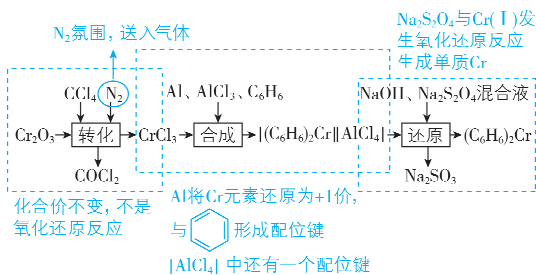 N₂氛围,送入气体
Na₂S₂O₄与Cr(Ⅰ)发
生氧化还原反应
生成单质Cr
CCl₄ N₂
Al、AlCl₃、C₆H₆
NaOH、Na₂S₂O₄混合液
Cr₂O₃ 转化 CrCl₃ 合成 [(C₆H₆)₂Cr][AlCl₄] 还原 (C₆H₆)₂Cr
COCl₂
Na₂SO₃
化合价不变,不是
氧化还原反应
Al将Cr元素还原为+1价,
与 形成配位键
[AlCl₄]中还有一个配位键